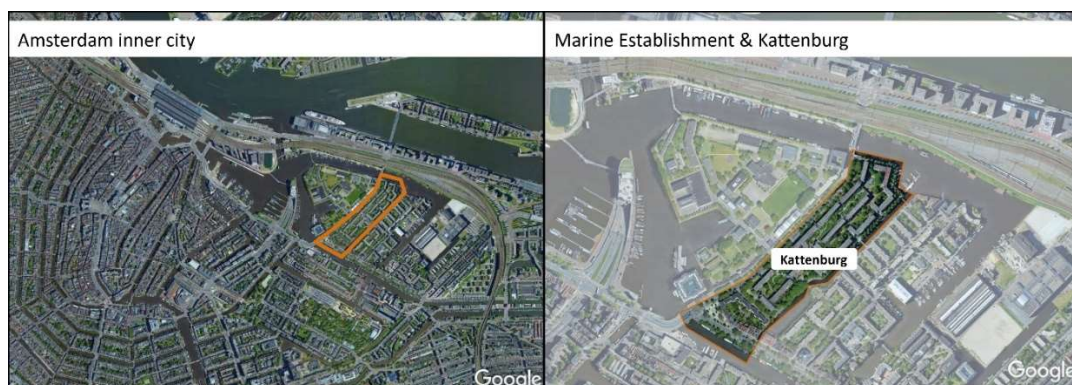 Amsterdam inner city
Marine Establishment & Kattenburg
Kattenburg
Google
Google